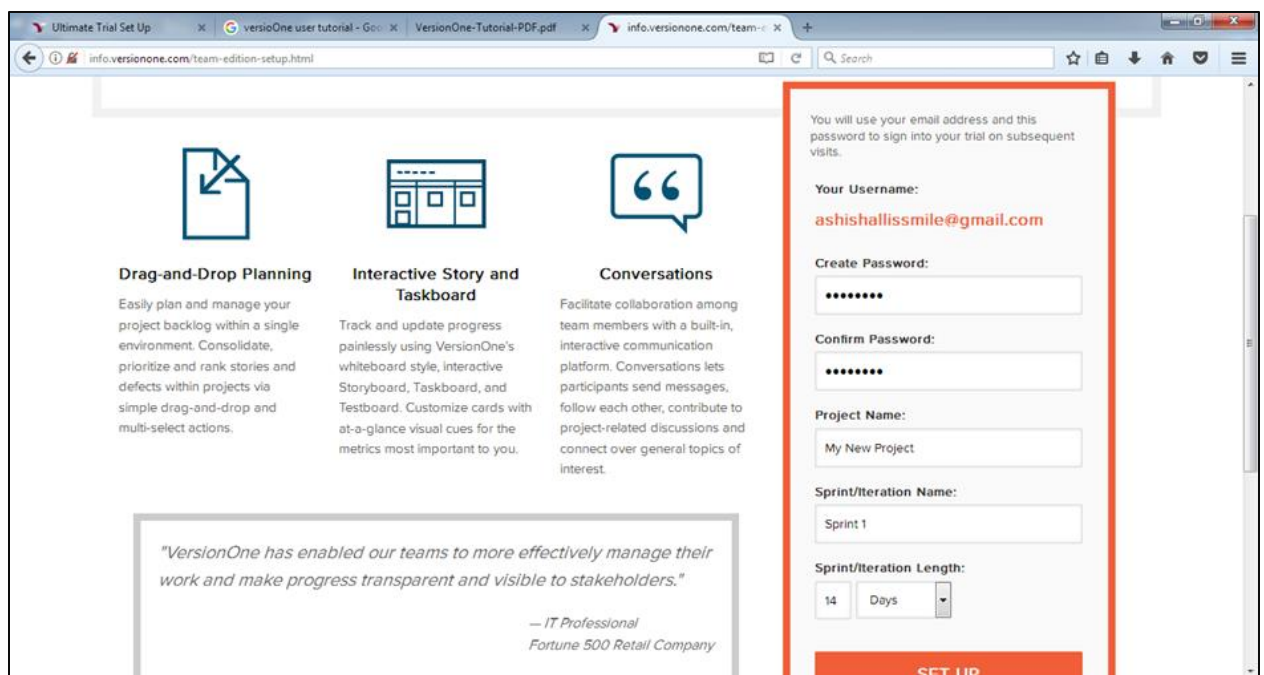 Ultimate Trial Set Up
versioOne user tutorial - Goo
VersionOne-Tutorial-PDF.pdf
info.versionone.com/team-e
info.versionone.com/team-edition-setup.html
Search
Drag-and-Drop Planning
Easily plan and manage your
project backlog within a single
environment. Consolidate,
prioritize and rank stories and
defects within projects via
simple drag-and-drop and
multi-select actions.
Interactive Story and
Taskboard
Track and update progress
painlessly using VersionOne's
whiteboard style, interactive
Storyboard, Taskboard, and
Testboard. Customize cards with
at-a-glance visual cues for the
metrics most important to you.
Conversations
Facilitate collaboration among
team members with a built-in,
interactive communication
platform. Conversations lets
participants send messages,
follow each other, contribute to
project-related discussions and
connect over general topics of
interest.
"VersionOne has enabled our teams to more effectively manage their
work and make progress transparent and visible to stakeholders."
— IT Professional
Fortune 500 Retail Company
You will use your email address and this
password to sign into your trial on subsequent
visits.
Your Username:
ashishallissmile@gmail.com
Create Password:
••••••••
Confirm Password:
••••••••
Project Name:
My New Project
Sprint/Iteration Name:
Sprint 1
Sprint/Iteration Length:
14 Days
SET UP